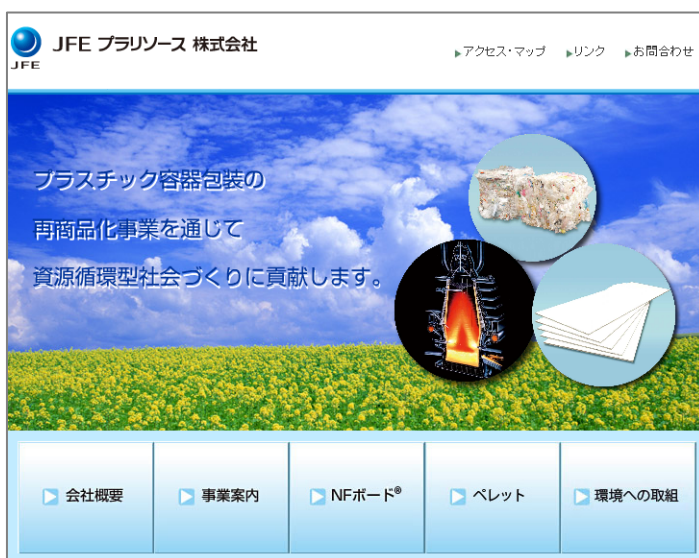 JFE
JFE プラリソース 株式会社
アクセス・マップ リンク お問合わせ
プラスチック容器包装の
再商品化事業を通じて
資源循環型社会づくりに貢献します。
会社概要 事業案内 NFボード® ペレット 環境への取組